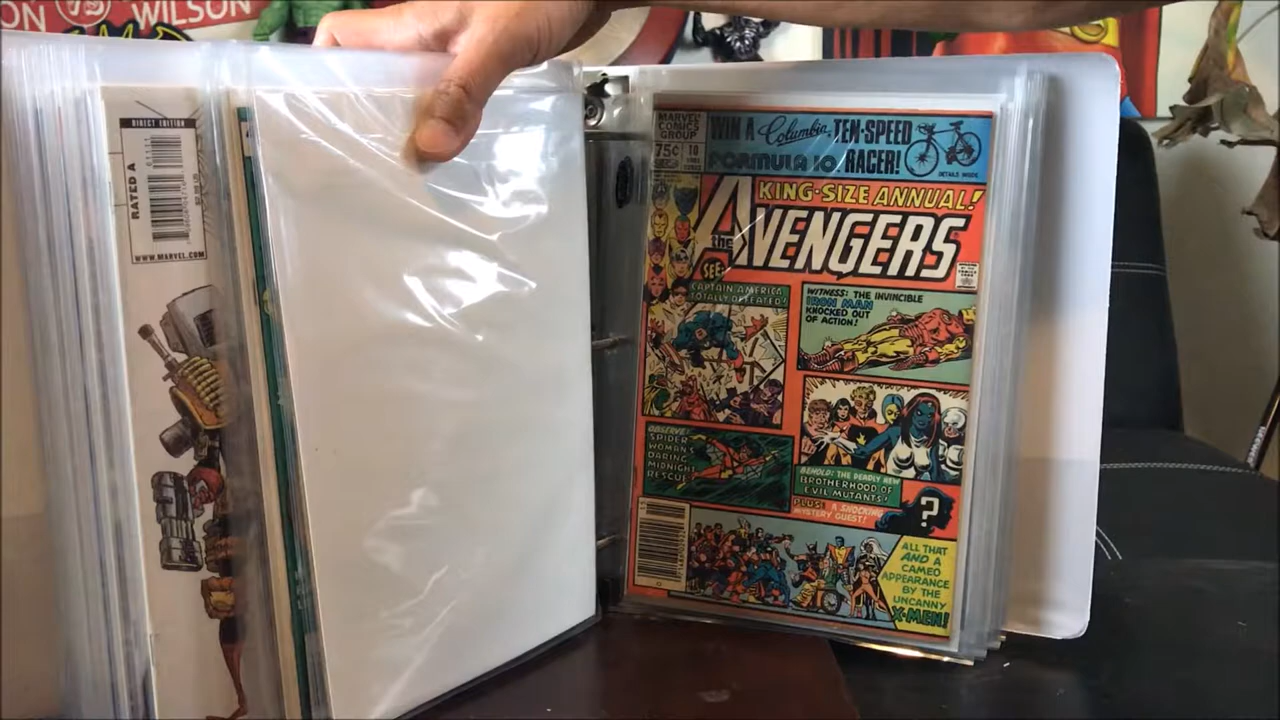 ON VS WILSON
DIRECT EDITION
RATED A
WWW.MARVEL.COM
MARVEL
COMICS
GROUP
75¢ 10
WIN A Columbia TEN-SPEED
FORMULA 10 RACER!
DETAILS INSIDE
KING-SIZE ANNUAL!
the AVENGERS
SEE:
CAPTAIN AMERICA
TOTALLY DEFEATED!
WITNESS: THE INVINCIBLE
IRON MAN
KNOCKED OUT
OF ACTION!
OBSERVE:
SPIDER
WOMAN'S
DARING
MIDNIGHT
RESCUE!
BEHOLD: THE DEADLY NEW
BROTHERHOOD OF
EVIL MUTANTS!
PLUS: A SHOCKING
MYSTERY GUEST!
?
ALL THAT
AND A
CAMEO
APPEARANCE
BY THE
UNCANNY
X-MEN!